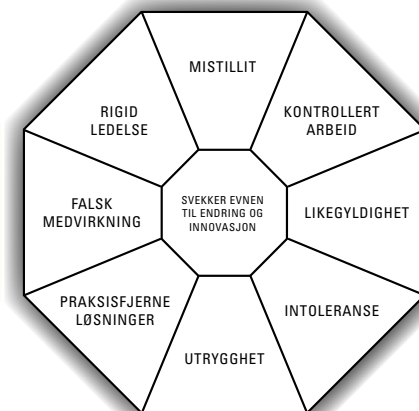 MISTILLIT
KONTROLLERT
ARBEID
LIKEGYLDIGHET
INTOLERANSE
UTRYGGHET
PRAKSISFJERNE
LØSNINGER
FALSK
MEDVIRKNING
RIGID
LEDELSE
SVEKKER EVNEN
TIL ENDRING OG
INNOVASJON